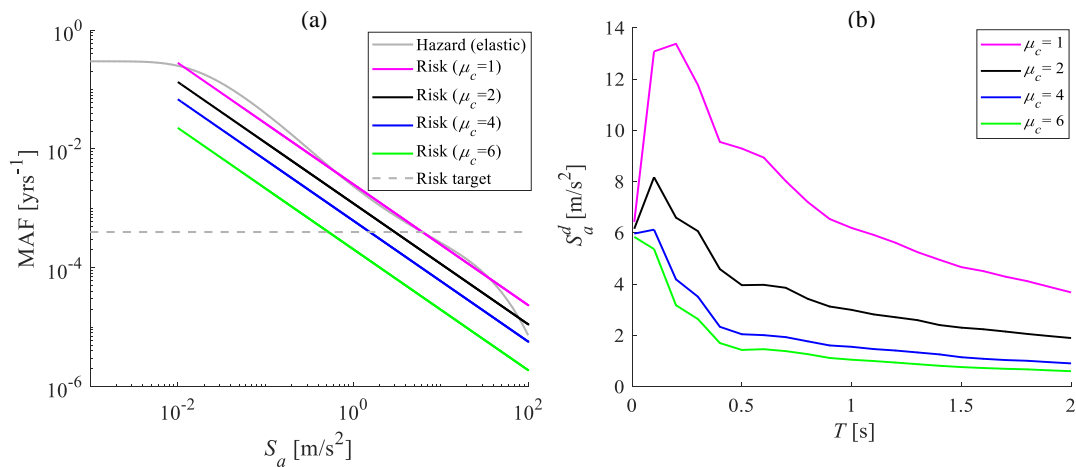 (a)
10^0
10^-2
10^-4
10^-6
MAF [yrs^-1]
10^-2
10^0
10^2
S_a [m/s^2]
Hazard (elastic)
Risk (μ_c=1)
Risk (μ_c=2)
Risk (μ_c=4)
Risk (μ_c=6)
Risk target
(b)
14
12
10
8
6
4
2
0
S_a^d [m/s^2]
0
0.5
1
1.5
2
T [s]
μ_c = 1
μ_c = 2
μ_c = 4
μ_c = 6